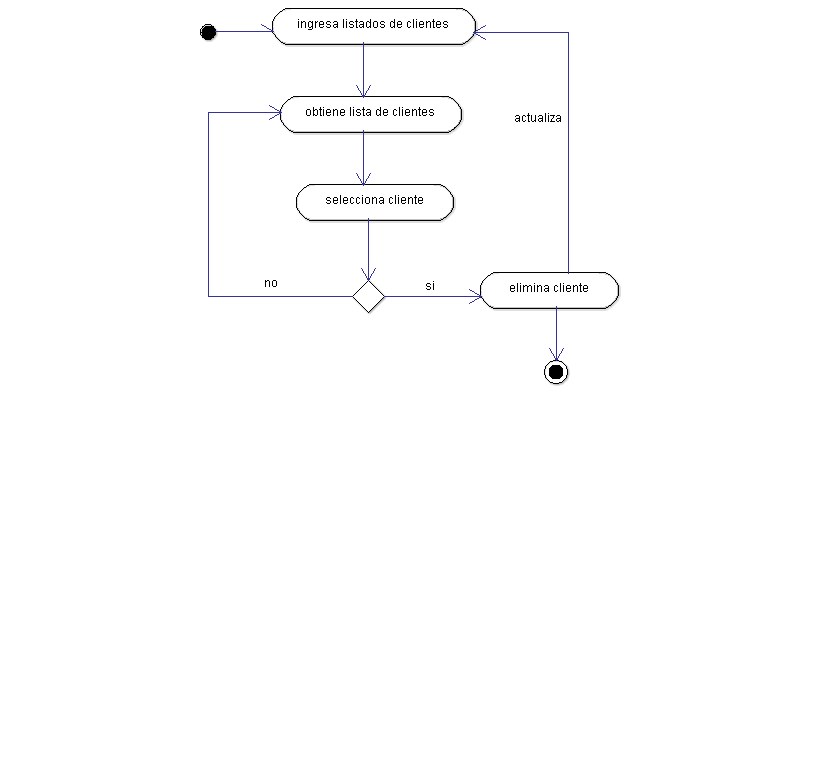 ingresa listados de clientes
obtiene lista de clientes
actualiza
selecciona cliente
no
si
elimina cliente